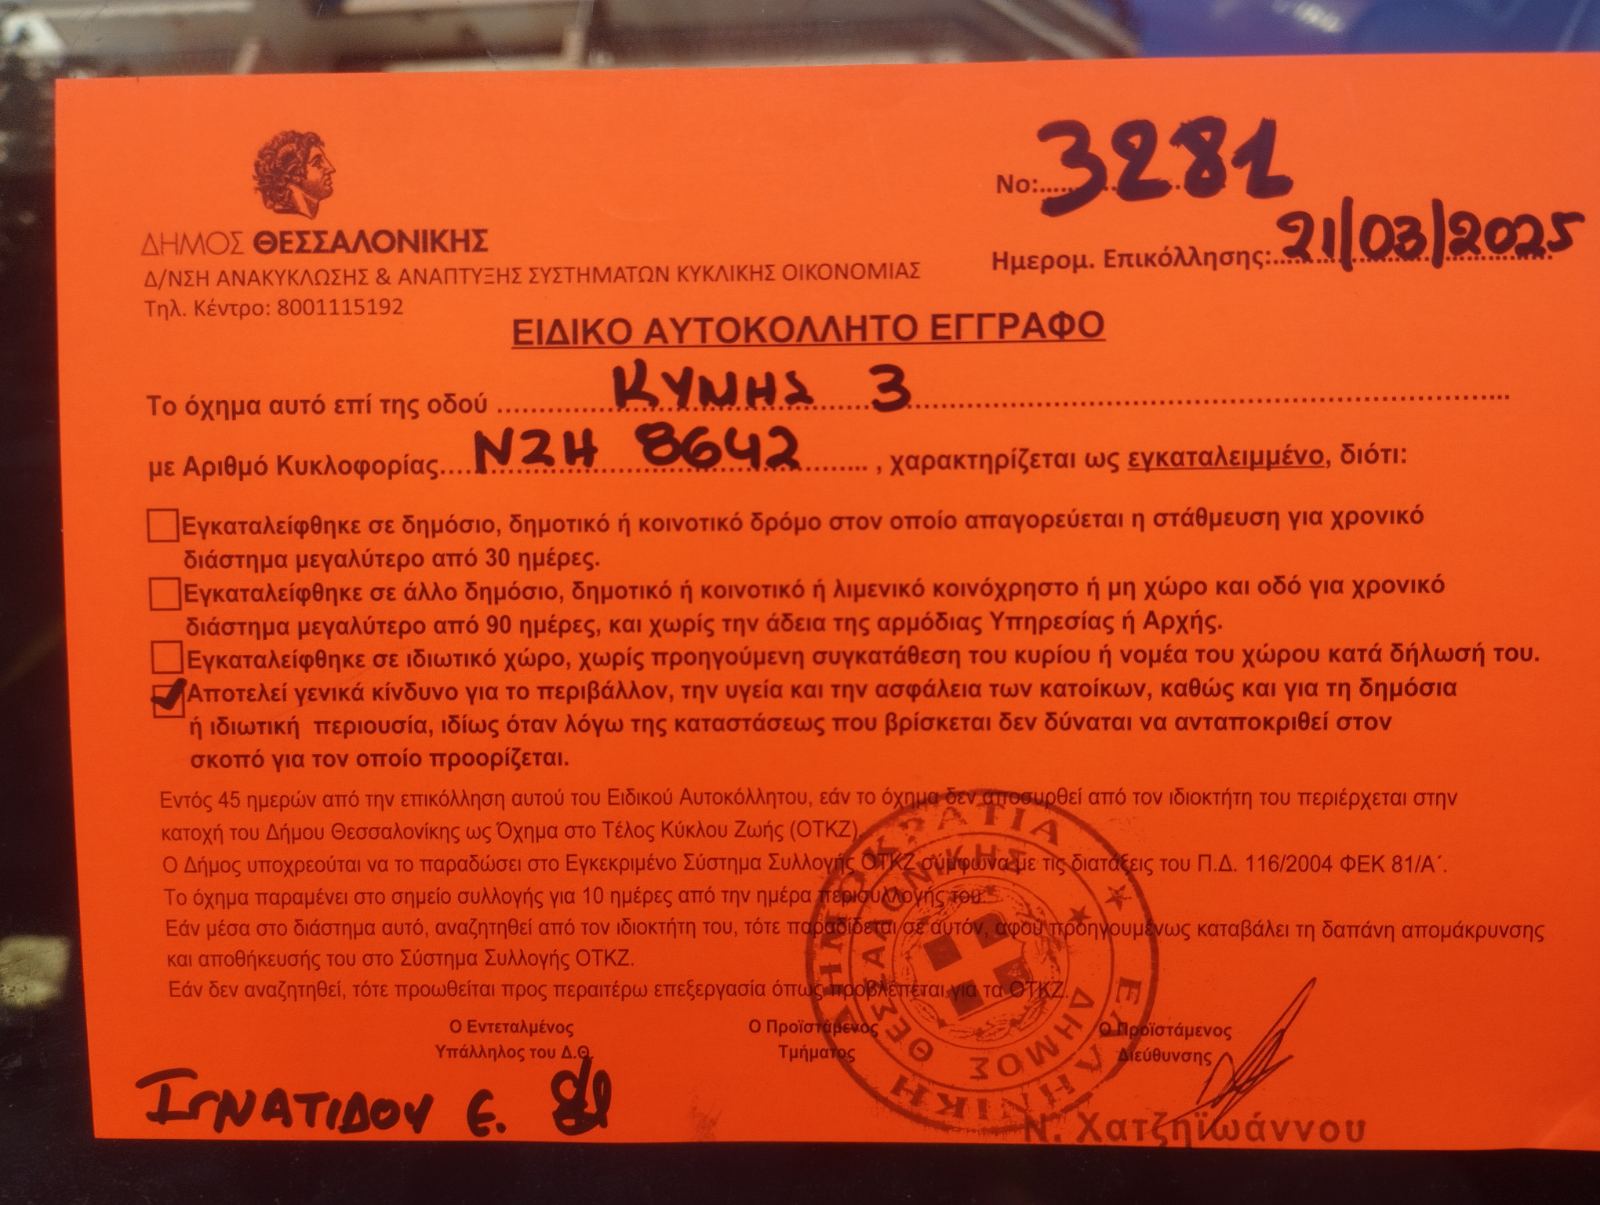 No: 3281
ΔΗΜΟΣ ΘΕΣΣΑΛΟΝΙΚΗΣ
Ημερομ. Επικόλλησης: 21/03/2025
Δ/ΝΣΗ ΑΝΑΚΥΚΛΩΣΗΣ & ΑΝΑΠΤΥΞΗΣ ΣΥΣΤΗΜΑΤΩΝ ΚΥΚΛΙΚΗΣ ΟΙΚΟΝΟΜΙΑΣ
Τηλ. Κέντρο: 8001115192
ΕΙΔΙΚΟ ΑΥΤΟΚΟΛΛΗΤΟ ΕΓΓΡΑΦΟ
Το όχημα αυτό επί της οδού ΚΥΜΗΣ 3
με Αριθμό Κυκλοφορίας NZH 8642, χαρακτηρίζεται ως εγκαταλειμμένο, διότι:
Εγκαταλείφθηκε σε δημόσιο, δημοτικό ή κοινοτικό δρόμο στον οποίο απαγορεύεται η στάθμευση για χρονικό
διάστημα μεγαλύτερο από 30 ημέρες.
Εγκαταλείφθηκε σε άλλο δημόσιο, δημοτικό ή κοινοτικό ή λιμενικό κοινόχρηστο ή μη χώρο και οδό για χρονικό
διάστημα μεγαλύτερο από 90 ημέρες, και χωρίς την άδεια της αρμόδιας Υπηρεσίας ή Αρχής.
Εγκαταλείφθηκε σε ιδιωτικό χώρο, χωρίς προηγούμενη συγκατάθεση του κυρίου ή νομέα του χώρου κατά δήλωσή του.
Αποτελεί γενικά κίνδυνο για το περιβάλλον, την υγεία και την ασφάλεια των κατοίκων, καθώς και για τη δημόσια
ή ιδιωτική περιουσία, ιδίως όταν λόγω της καταστάσεως που βρίσκεται δεν δύναται να ανταποκριθεί στον
σκοπό για τον οποίο προορίζεται.
Εντός 45 ημερών από την επικόλληση αυτού του Ειδικού Αυτοκόλλητου, εάν το όχημα δεν αποσυρθεί από τον ιδιοκτήτη του περιέρχεται στην
κατοχή του Δήμου Θεσσαλονίκης ως Όχημα στο Τέλος Κύκλου Ζωής (ΟΤΚΖ).
Ο Δήμος υποχρεούται να το παραδώσει στο Εγκεκριμένο Σύστημα Συλλογής ΟΤΚΖ σύμφωνα με τις διατάξεις του Π.Δ. 116/2004 ΦΕΚ 81/Α΄.
Το όχημα παραμένει στο σημείο συλλογής για 10 ημέρες από την ημέρα περισυλλογής του.
Εάν μέσα στο διάστημα αυτό, αναζητηθεί από τον ιδιοκτήτη του, τότε παραδίδεται σε αυτόν, αφού προηγουμένως καταβάλει τη δαπάνη απομάκρυνσης
και αποθήκευσής του στο Σύστημα Συλλογής ΟΤΚΖ.
Εάν δεν αναζητηθεί, τότε προωθείται προς περαιτέρω επεξεργασία όπως προβλέπεται για τα ΟΤΚΖ.
Ο Εντεταλμένος Ο Προϊστάμενος Ο Προϊστάμενος
Υπάλληλος του Δ.Θ. Τμήματος Διεύθυνσης
ΕΛΛΗΝΙΚΗ ΔΗΜΟΚΡΑΤΙΑ
ΔΗΜΟΣ ΘΕΣΣΑΛΟΝΙΚΗΣ
ΙΓΝΑΤΙΔΟΥ Ε.
Ν. Χατζηϊωάννου